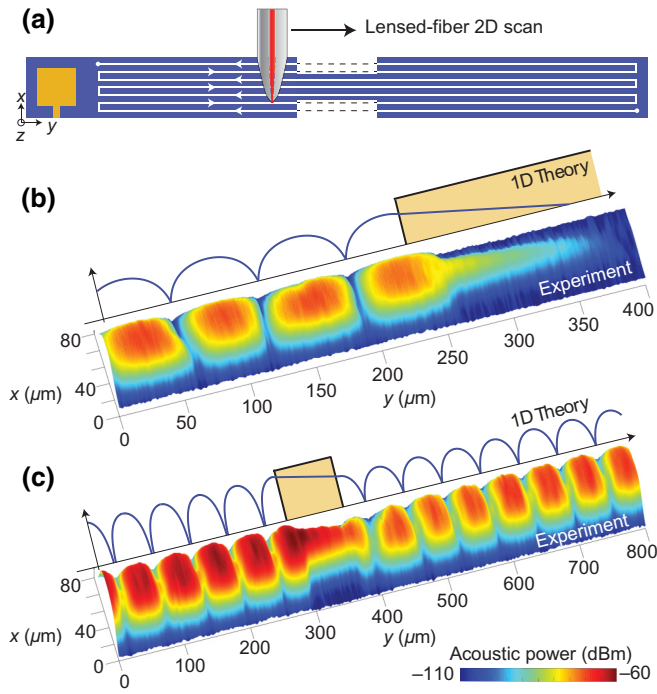 (a)
Lensed-fiber 2D scan
x
z
y
(b)
1D Theory
Experiment
80
40
0
x (μm)
0
50
100
150
200
250
300
350
400
y (μm)
(c)
1D Theory
Experiment
80
40
0
x (μm)
0
100
200
300
400
500
600
700
800
y (μm)
Acoustic power (dBm)
–110
–60